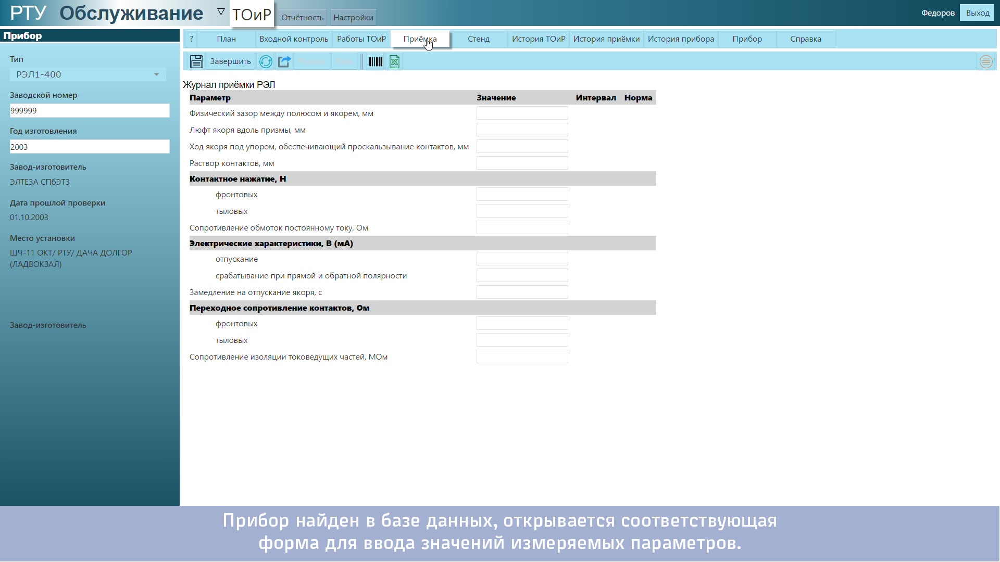 РТУ Обслуживание ▽ ТОиР Отчётность Настройки Федоров Выход
Прибор
? План Входной контроль Работы ТОиР Приёмка Стенд История ТОиР История приёмки История прибора Прибор Справка
Завершить
Тип
РЭЛ1-400
Заводской номер
999999
Год изготовления
2003
Завод-изготовитель
ЭЛТЕЗА СПбЭТЗ
Дата прошлой проверки
01.10.2003
Место установки
ШЧ-11 ОКТ/ РТУ/ ДАЧА ДОЛГОР
(ЛАДВОКЗАЛ)
Завод-изготовитель
Журнал приёмки РЭЛ
Параметр Значение Интервал Норма
Физический зазор между полюсом и якорем, мм
Люфт якоря вдоль призмы, мм
Ход якоря под упором, обеспечивающий проскальзывание контактов, мм
Раствор контактов, мм
Контактное нажатие, Н
фронтовых
тыловых
Сопротивление обмоток постоянному току, Ом
Электрические характеристики, В (мА)
отпускание
срабатывание при прямой и обратной полярности
Замедление на отпускание якоря, с
Переходное сопротивление контактов, Ом
фронтовых
тыловых
Сопротивление изоляции токоведущих частей, МОм
Прибор найден в базе данных, открывается соответствующая
форма для ввода значений измеряемых параметров.